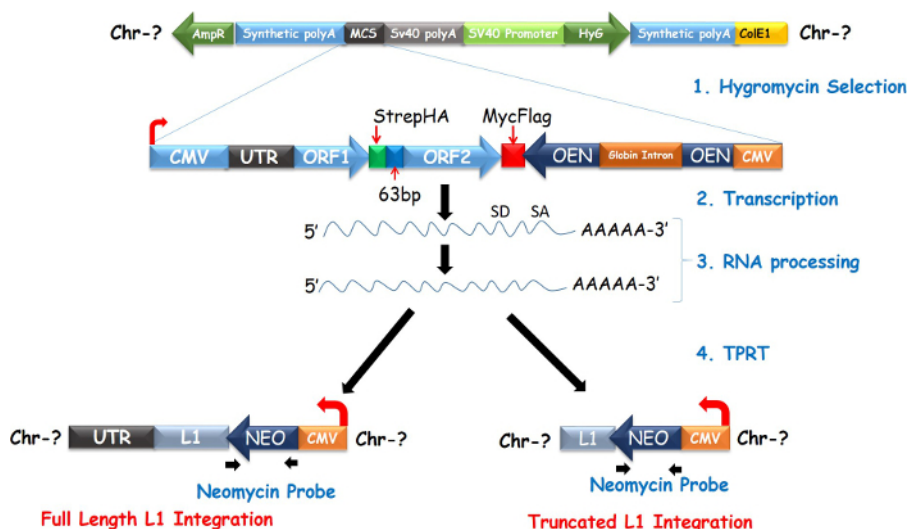 Chr-?
AmpR
Synthetic polyA
MCS
Sv40 polyA
SV40 Promoter
HyG
Synthetic polyA
ColE1
Chr-?
1. Hygromycin Selection
StrepHA
MycFlag
CMV
UTR
ORF1
ORF2
OEN
Globin Intron
OEN
CMV
63bp
2. Transcription
SD
SA
5'
AAAAA-3'
3. RNA processing
5'
AAAAA-3'
4. TPRT
Chr-?
UTR
L1
NEO
CMV
Chr-?
Chr-?
L1
NEO
CMV
Chr-?
Neomycin Probe
Neomycin Probe
Full Length L1 Integration
Truncated L1 Integration